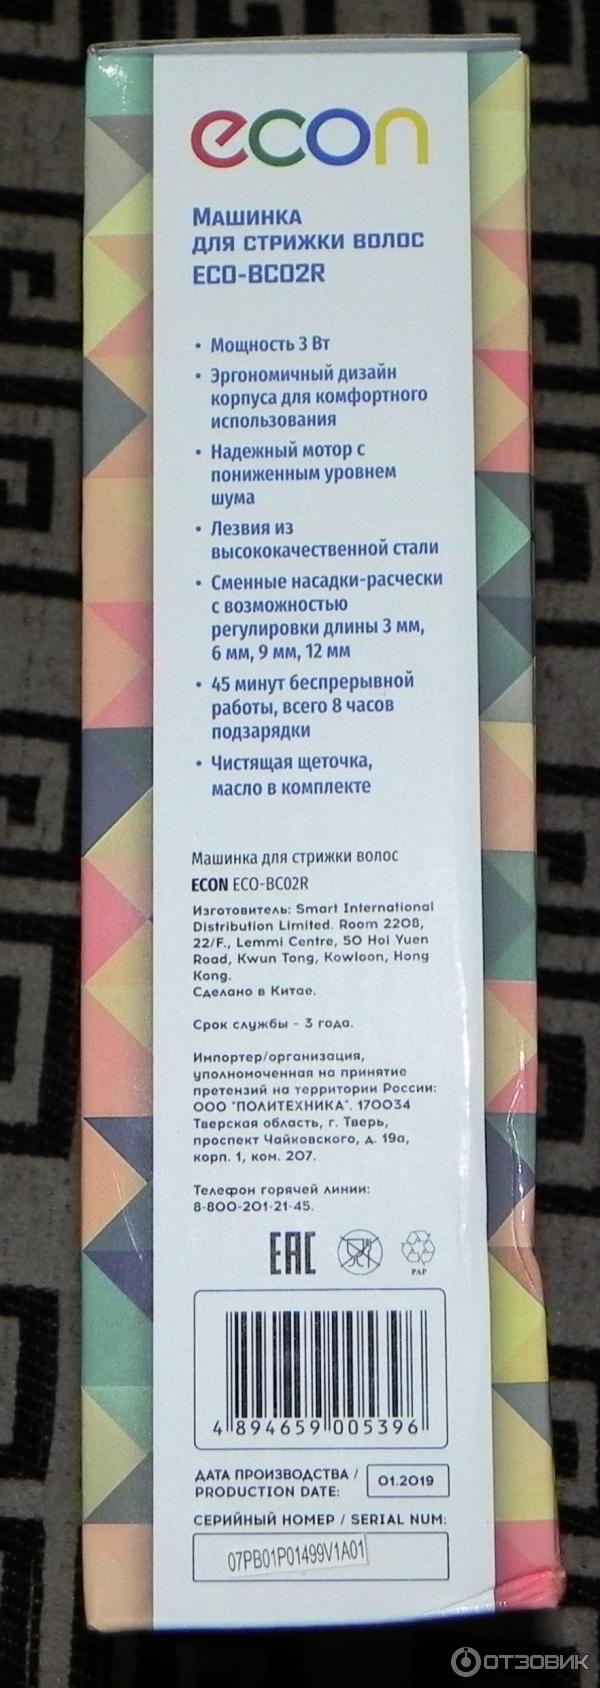 econ
Машинка
для стрижки волос
ECO-BC02R
• Мощность 3 Вт
• Эргономичный дизайн
корпуса для комфортного
использования
• Надежный мотор с
пониженным уровнем
шума
• Лезвия из
высококачественной стали
• Сменные насадки-расчески
с возможностью
регулировки длины 3 мм,
6 мм, 9 мм, 12 мм
• 45 минут беспрерывной
работы, всего 8 часов
подзарядки
• Чистящая щеточка,
масло в комплекте
Машинка для стрижки волос
ECON ECO-BC02R
Изготовитель: Smart International
Distribution Limited. Room 2208,
22/F., Lemmi Centre, 50 Hoi Yuen
Road, Kwun Tong, Kowloon, Hong
Kong.
Сделано в Китае.
Срок службы - 3 года.
Импортер/организация,
уполномоченная на принятие
претензий на территории России:
ООО "ПОЛИТЕХНИКА". 170034
Тверская область, г. Тверь,
проспект Чайковского, д. 19а,
корп. 1, ком. 207.
Телефон горячей линии:
8-800-201-21-45.
EAC
PAP
4 894659 005396
ДАТА ПРОИЗВОДСТВА /
PRODUCTION DATE:
01.2019
СЕРИЙНЫЙ НОМЕР / SERIAL NUM:
07PB01P01499V1A01
ОТЗОВИК